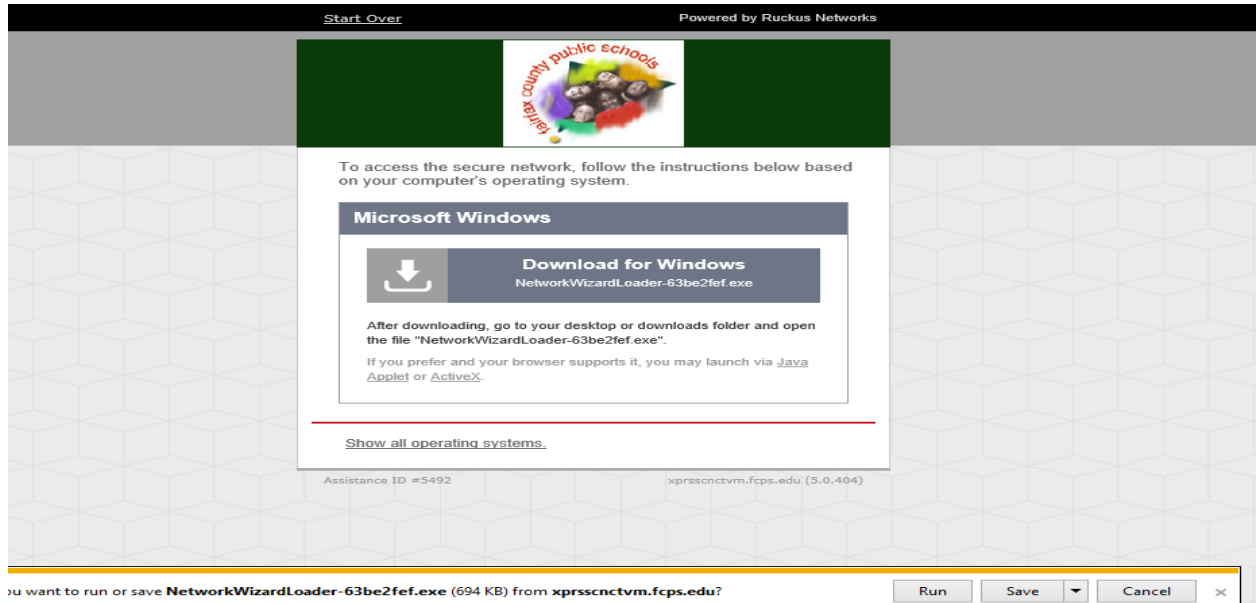 Start Over
Powered by Ruckus Networks
fairfax county public schools
To access the secure network, follow the instructions below based
on your computer's operating system.
Microsoft Windows
Download for Windows
NetworkWizardLoader-63be2fef.exe
After downloading, go to your desktop or downloads folder and open
the file "NetworkWizardLoader-63be2fef.exe".
If you prefer and your browser supports it, you may launch via Java
Applet or ActiveX.
Show all operating systems.
Assistance ID #5492
xprsscnctvm.fcps.edu (5.0.404)
ou want to run or save NetworkWizardLoader-63be2fef.exe (694 KB) from xprsscnctvm.fcps.edu?
Run
Save
Cancel